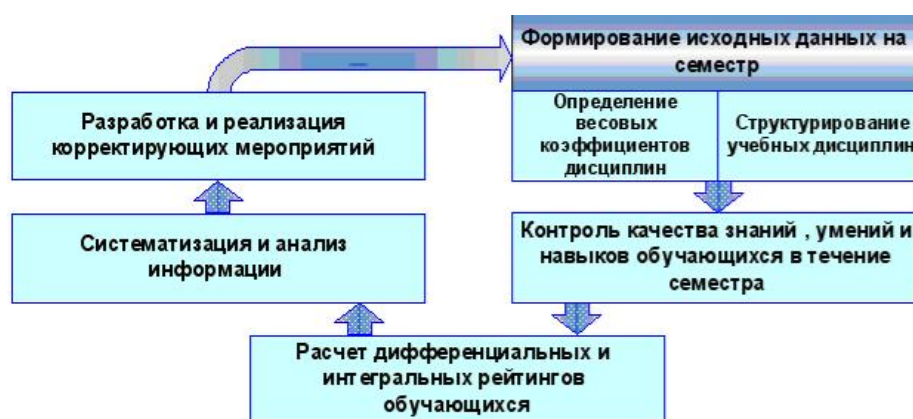 Формирование исходных данных на
семестр
Определение
весовых
коэффициентов
дисциплин
Структурирование
учебных дисциплин
Контроль качества знаний , умений и
навыков обучающихся в течение
семестра
Расчет дифференциальных и
интегральных рейтингов
обучающихся
Систематизация и анализ
информации
Разработка и реализация
корректирующих мероприятий